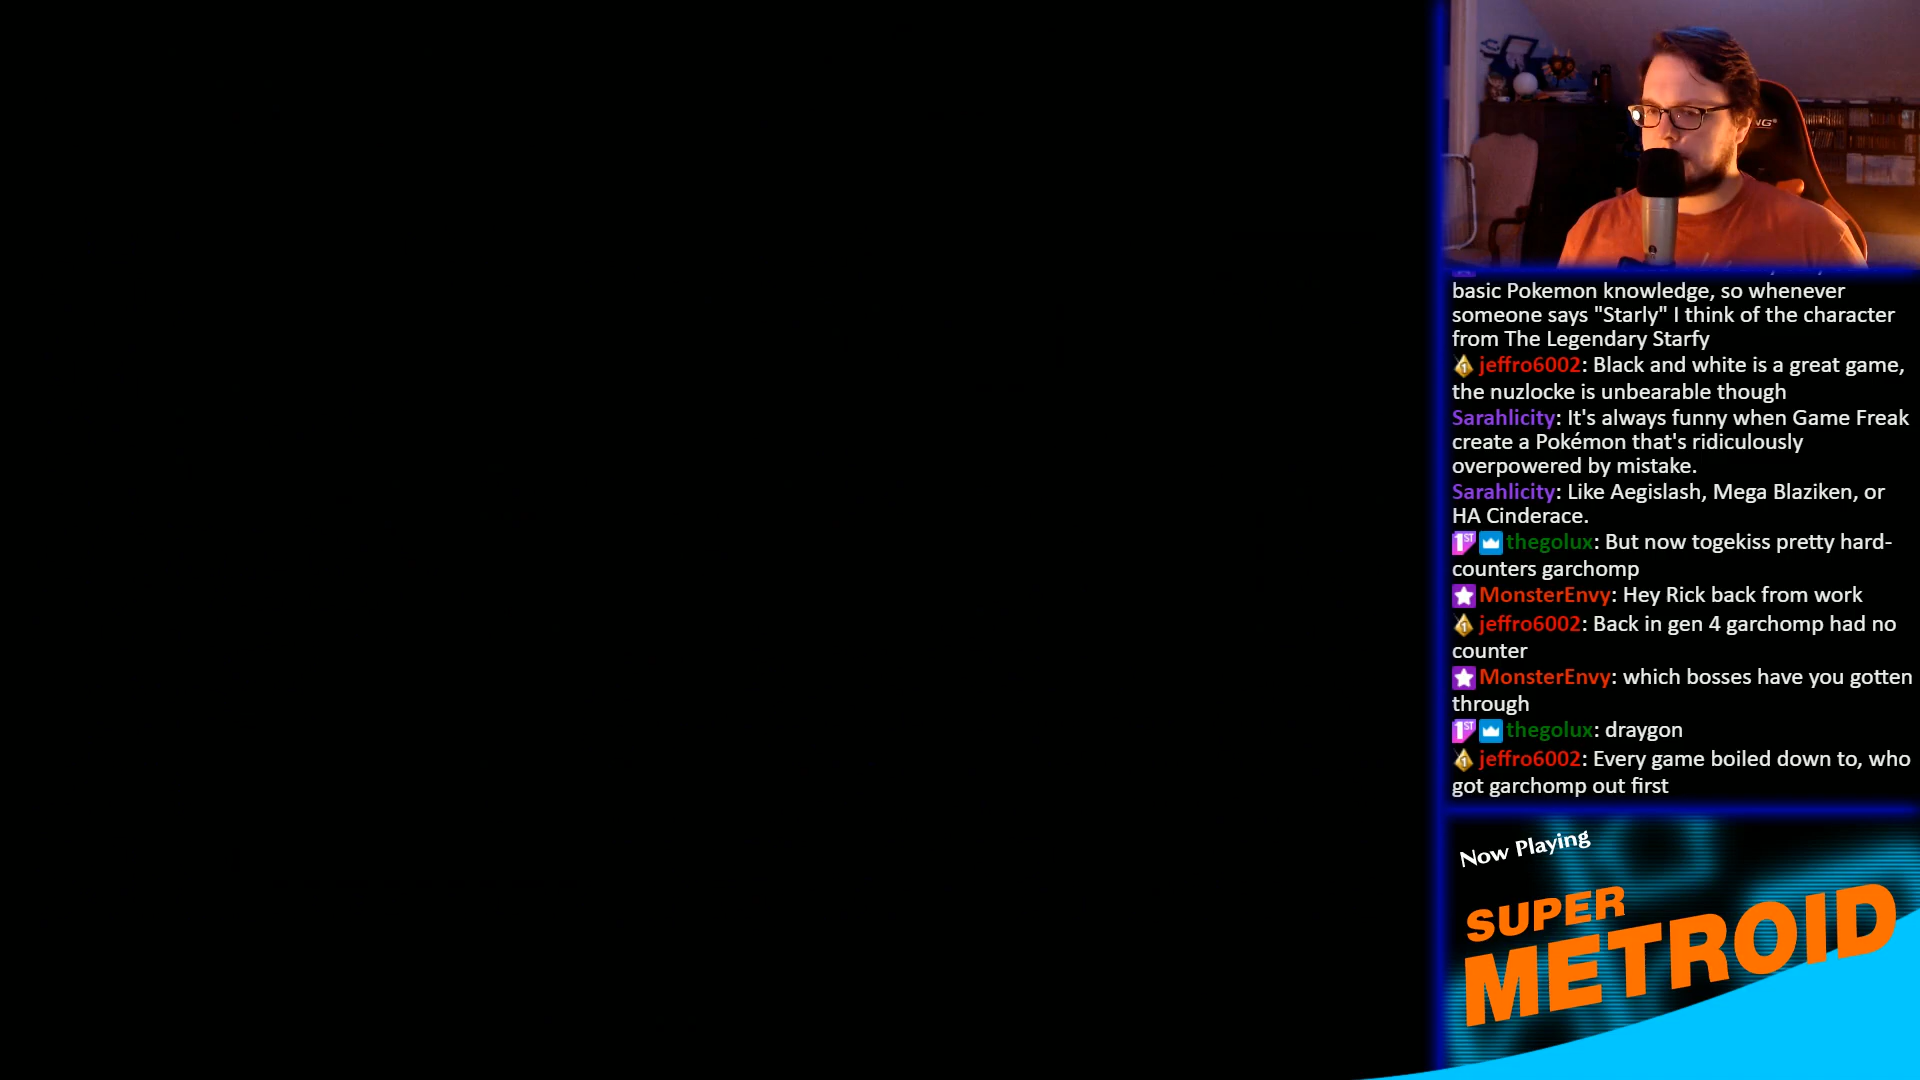 NG
basic Pokemon knowledge, so whenever
someone says "Starly" I think of the character
from The Legendary Starfy
jeffro6002: Black and white is a great game,
the nuzlocke is unbearable though
Sarahlicity: It's always funny when Game Freak
create a Pokémon that's ridiculously
overpowered by mistake.
Sarahlicity: Like Aegislash, Mega Blaziken, or
HA Cinderace.
1ST thegolux: But now togekiss pretty hard-
counters garchomp
MonsterEnvy: Hey Rick back from work
1 jeffro6002: Back in gen 4 garchomp had no
counter
MonsterEnvy: which bosses have you gotten
through
1ST thegolux: draygon
1 jeffro6002: Every game boiled down to, who
got garchomp out first
Now Playing
SUPER
METROID